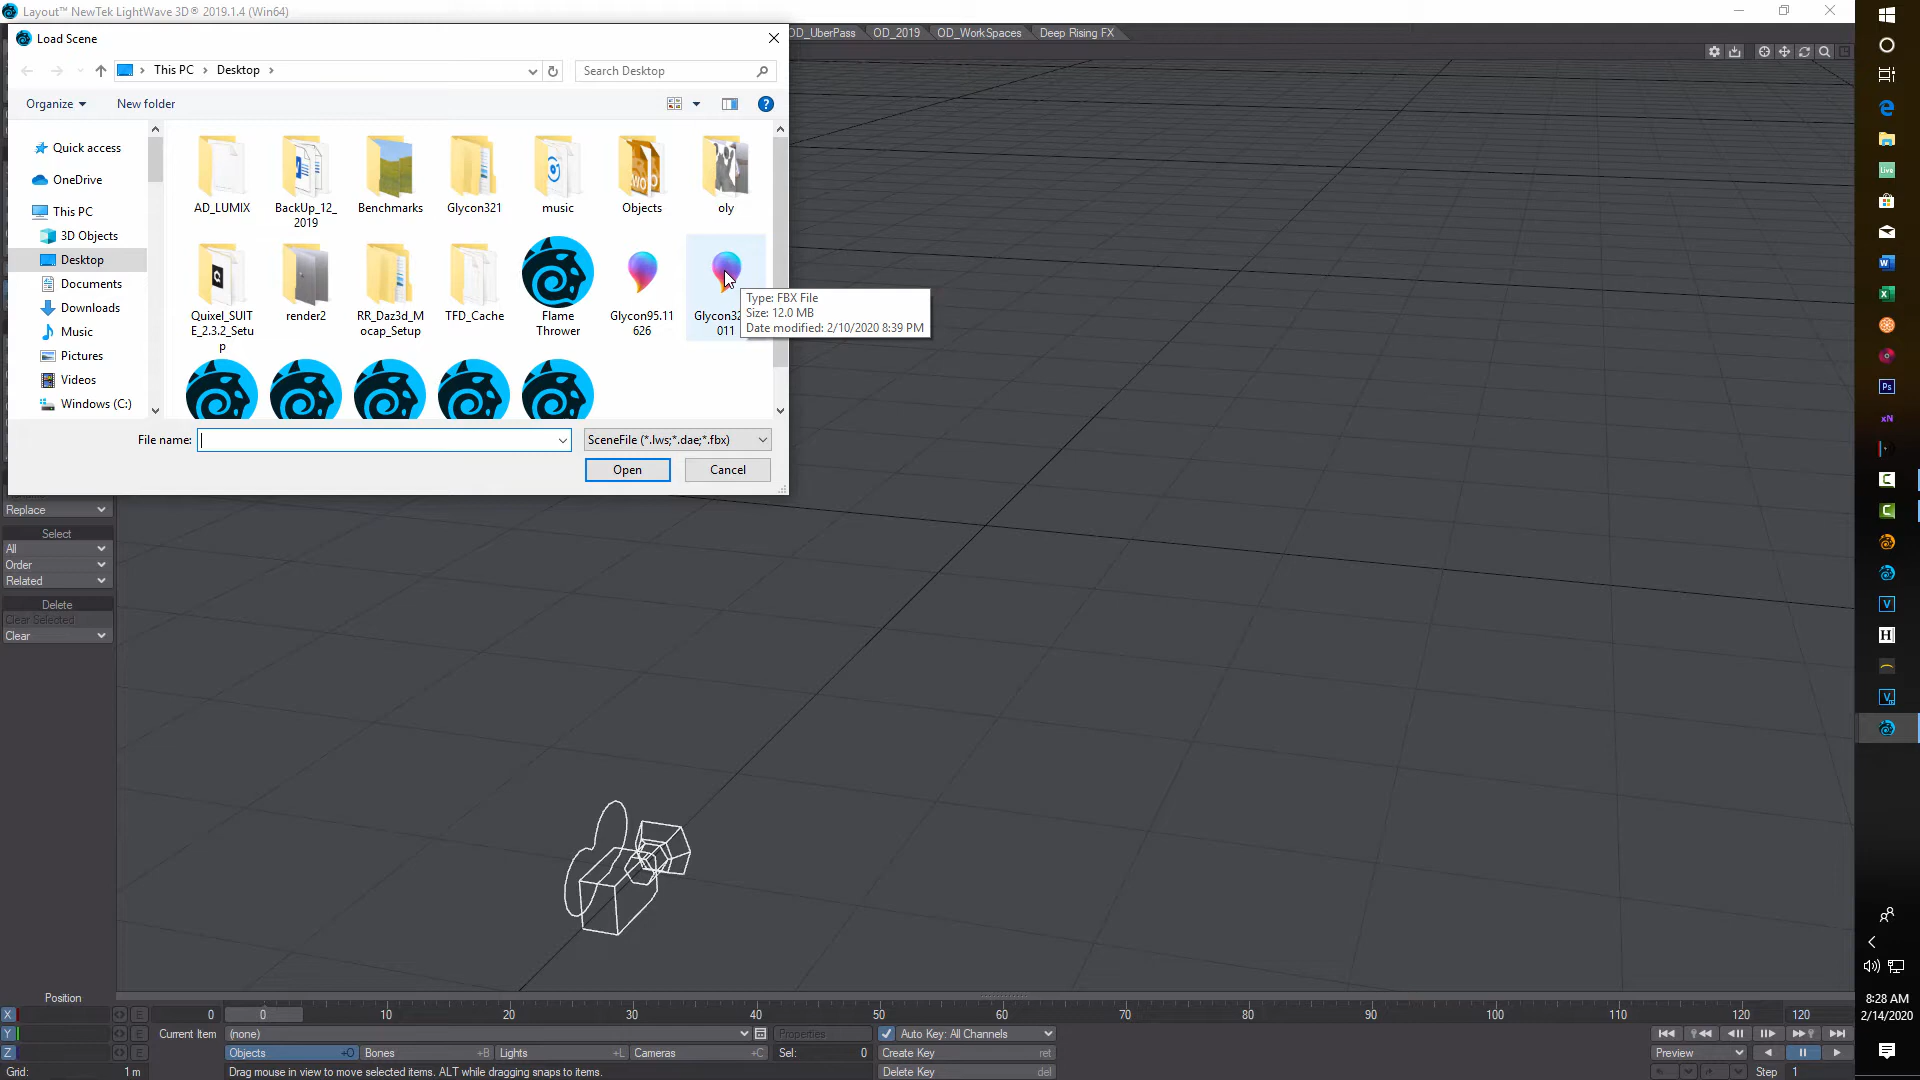 Layout™ NewTek LightWave 3D® 2019.1.4 (Win64)
OD_UberPass
OD_2019
OD_WorkSpaces
Deep Rising FX
Load Scene
This PC
Desktop
Search Desktop
Organize
New folder
Quick access
OneDrive
This PC
3D Objects
Desktop
Documents
Downloads
Music
Pictures
Videos
Windows (C:)
AD_LUMIX
BackUp_12_
2019
Benchmarks
Glycon321
music
Objects
oly
Quixel_SUIT
E_2.3.2_Setu
p
render2
RR_Daz3d_M
ocap_Setup
TFD_Cache
Flame
Thrower
Glycon95.11
626
011
Type: FBX File
Size: 12.0 MB
Date modified: 2/10/2020 8:39 PM
File name:
SceneFile (*.lws;*.dae;*.fbx)
Open
Cancel
Replace
Select
All
Order
Related
Delete
Clear Selected
Clear
Position
X
Y
Z
E
E
E
Grid:
1 m
0
0
10
20
30
40
50
60
70
80
90
100
110
120
120
Current Item
(none)
Properties
Auto Key: All Channels
Objects
+O
Bones
+B
Lights
+L
Cameras
+C
Sel:
0
Create Key
ret
Delete Key
del
Drag mouse in view to move selected items. ALT while dragging snaps to items.
Preview
Step
1
8:28 AM
2/14/2020